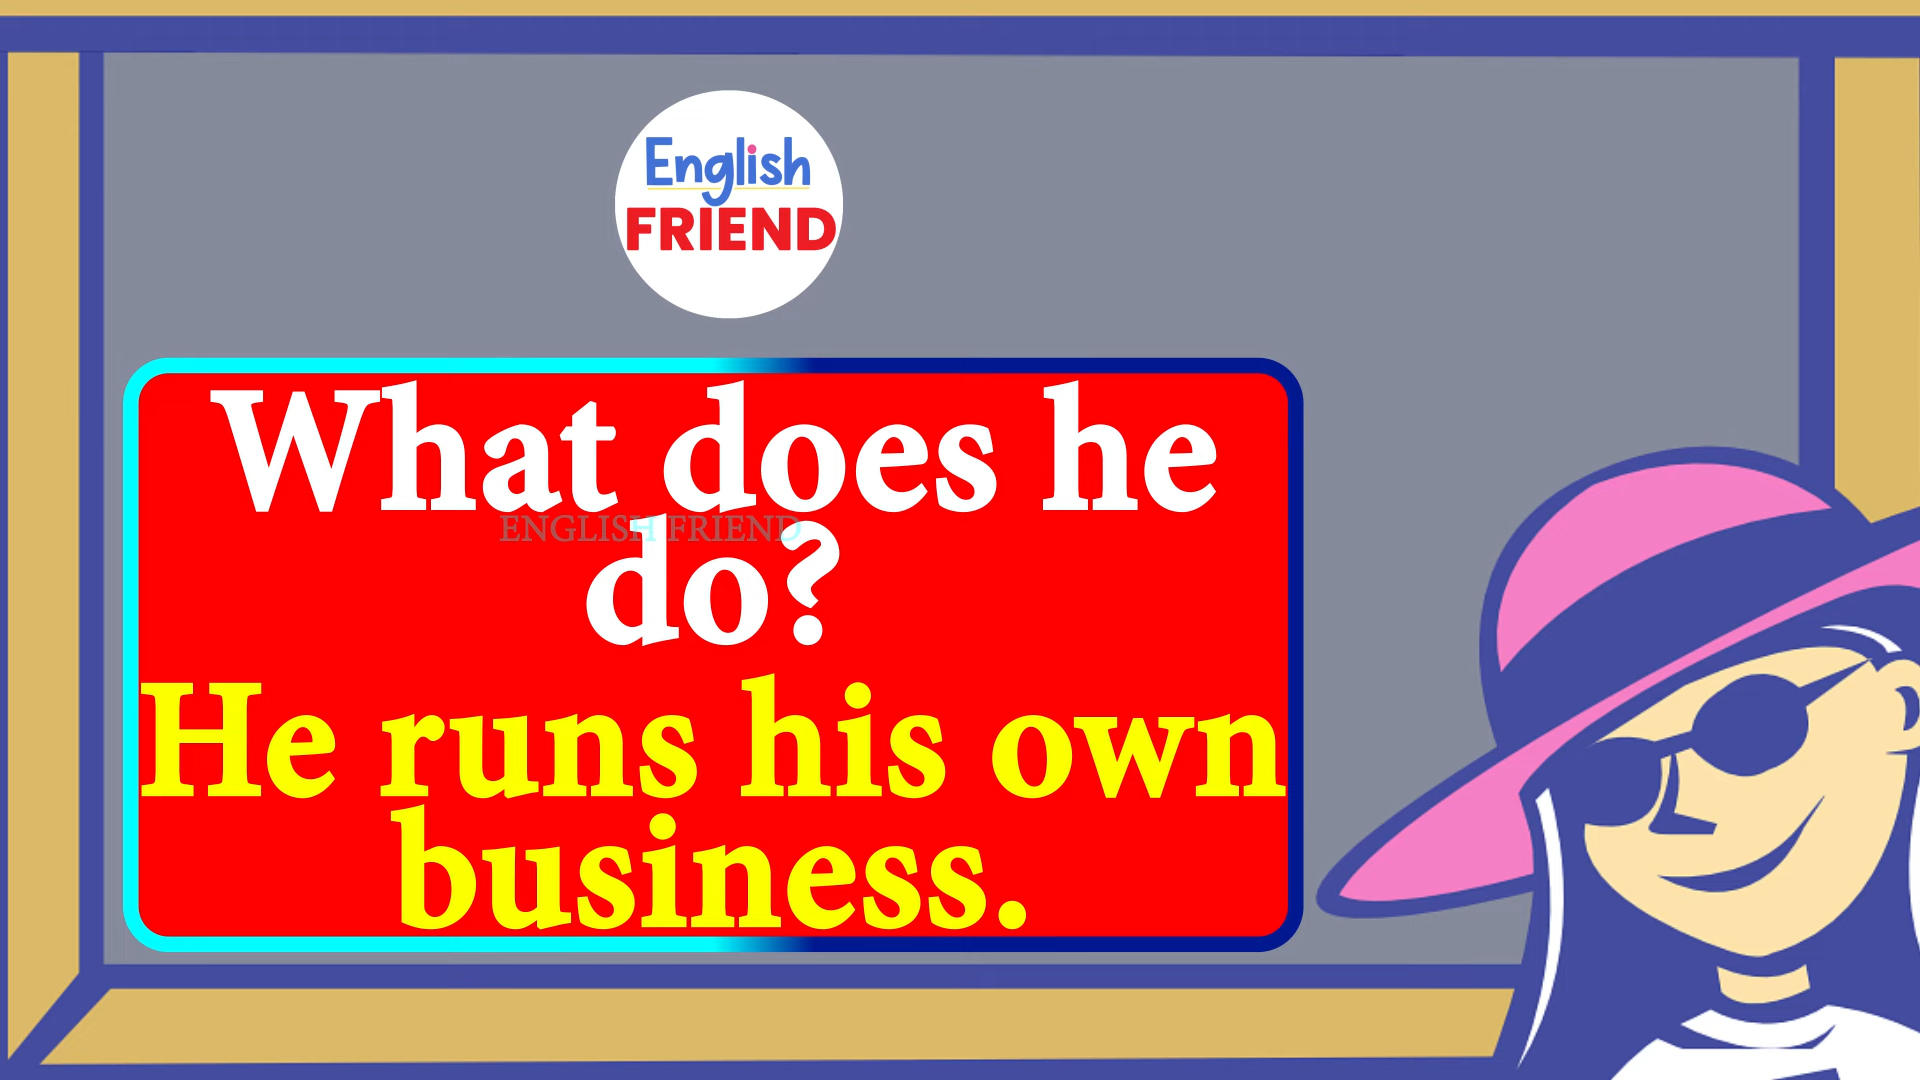 English
FRIEND
What does he
ENGLISH FRIEND
do?
He runs his own
business.